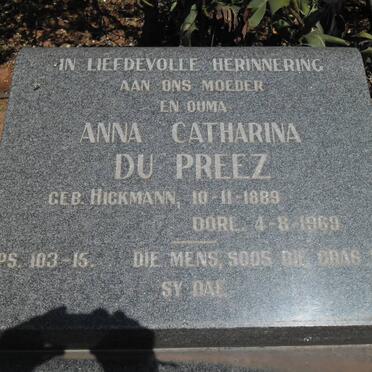 IN LIEFDEVOLLE HERINNERING
AAN ONS MOEDER
EN OUMA
ANNA CATHARINA
DU PREEZ
GEB. HICKMANN, 10-11-1889
OORL. 4-8-1969
PS. 103-15. DIE MENS, SOOS DIE GRAS
SY DAE